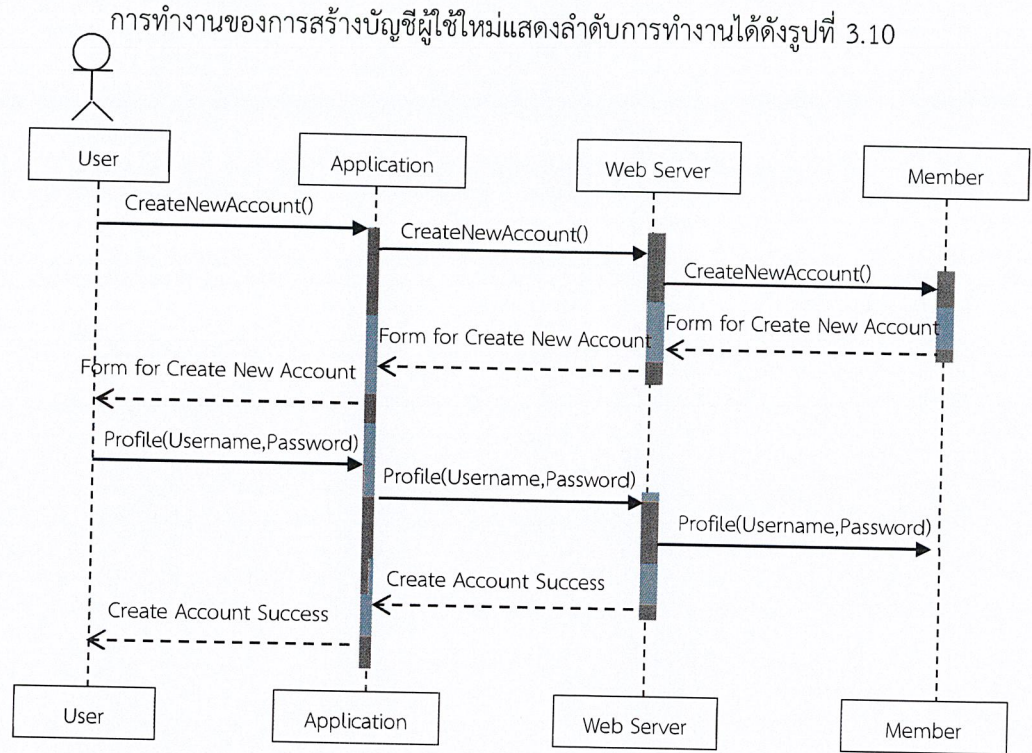 การทำงานของการสร้างบัญชีผู้ใช้ใหม่แสดงลำดับการทำงานได้ดังรูปที่ 3.10
User
Application
Web Server
Member
CreateNewAccount()
CreateNewAccount()
CreateNewAccount()
Form for Create New Account
Form for Create New Account
Form for Create New Account
Profile(Username,Password)
Profile(Username,Password)
Profile(Username,Password)
Create Account Success
Create Account Success
User
Application
Web Server
Member